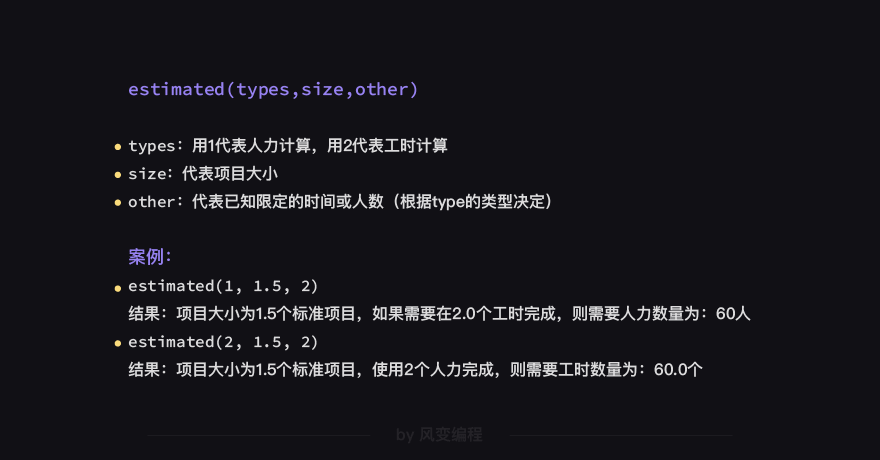 estimated(types,size,other)
types：用1代表人力计算，用2代表工时计算
size：代表项目大小
other：代表已知限定的时间或人数（根据type的类型决定）
案例：
estimated(1, 1.5, 2)
结果：项目大小为1.5个标准项目，如果需要在2.0个工时完成，则需要人力数量为：60人
estimated(2, 1.5, 2)
结果：项目大小为1.5个标准项目，使用2个人力完成，则需要工时数量为：60.0个
by 风变编程